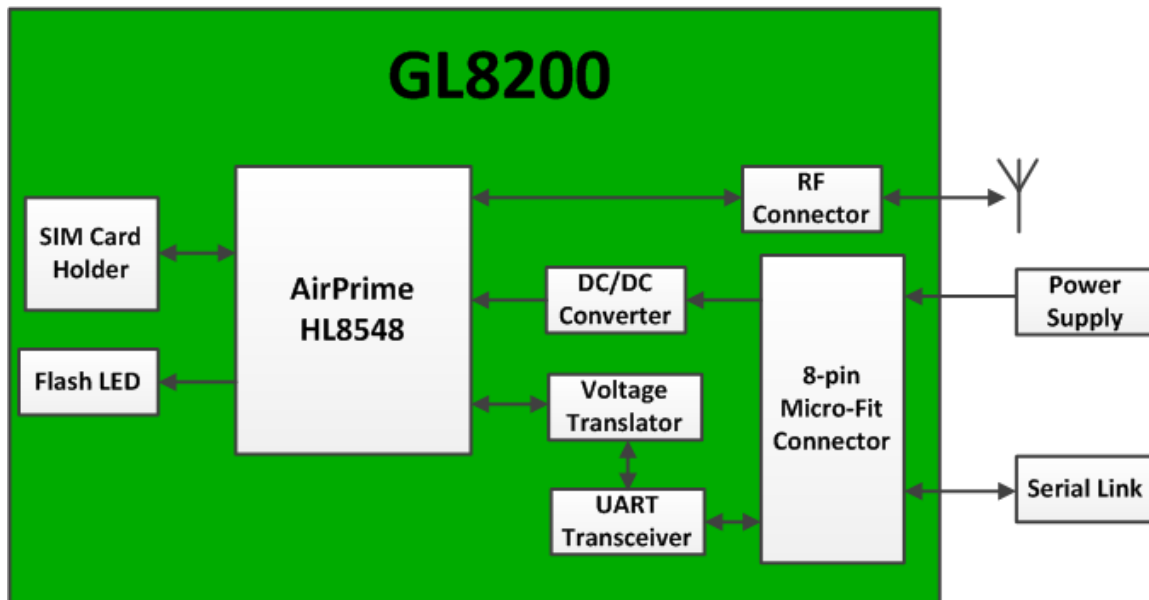 GL8200
RF
Connector
SIM Card
Holder
AirPrime
HL8548
DC/DC
Converter
Power
Supply
Flash LED
Voltage
Translator
8-pin
Micro-Fit
Connector
UART
Transceiver
Serial Link